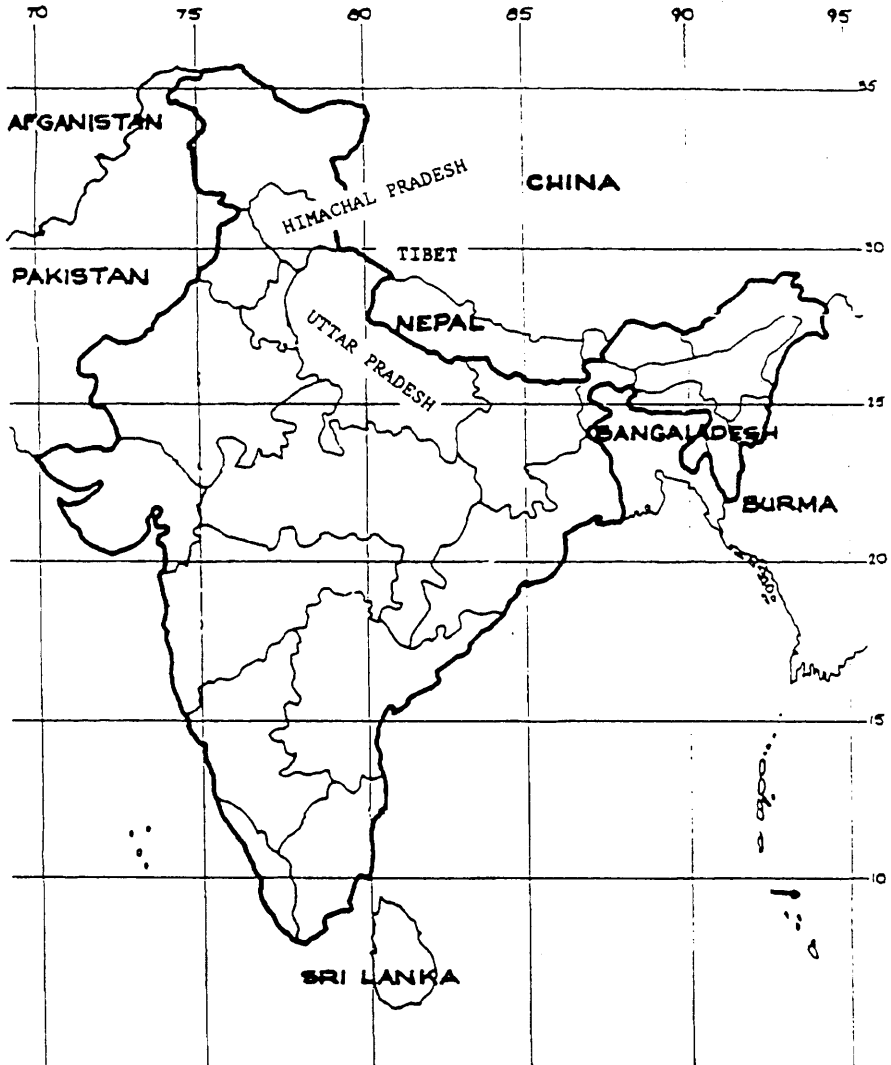 70 75 80 85 90 95
35
AFGANISTAN
CHINA
HIMACHAL PRADESH
30
TIBET
PAKISTAN
NEPAL
UTTAR PRADESH
15
BANGALADESH
BURMA
20
15
10
SRI LANKA